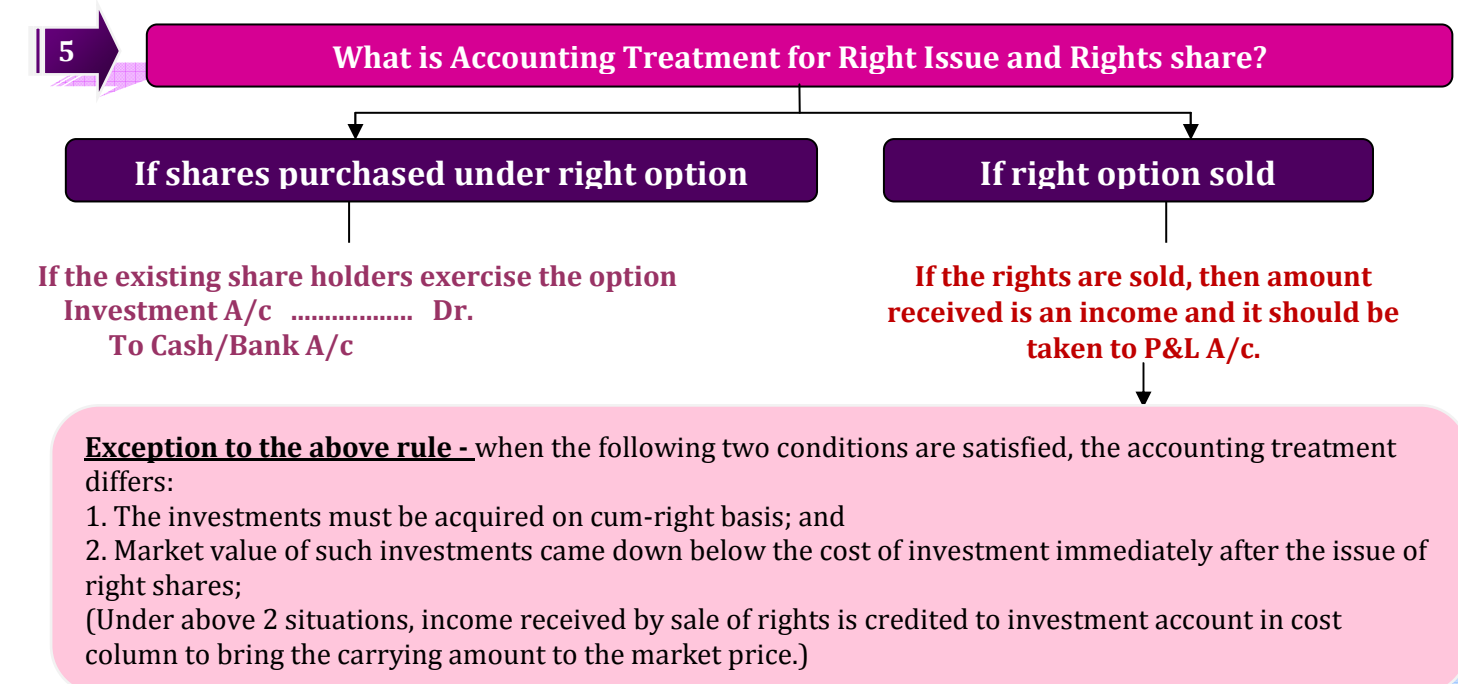 5
What is Accounting Treatment for Right Issue and Rights share?
If shares purchased under right option
If right option sold
If the existing share holders exercise the option
Investment A/c .................. Dr.
To Cash/Bank A/c
If the rights are sold, then amount
received is an income and it should be
taken to P&L A/c.
Exception to the above rule - when the following two conditions are satisfied, the accounting treatment
differs:
1. The investments must be acquired on cum-right basis; and
2. Market value of such investments came down below the cost of investment immediately after the issue of
right shares;
(Under above 2 situations, income received by sale of rights is credited to investment account in cost
column to bring the carrying amount to the market price.)